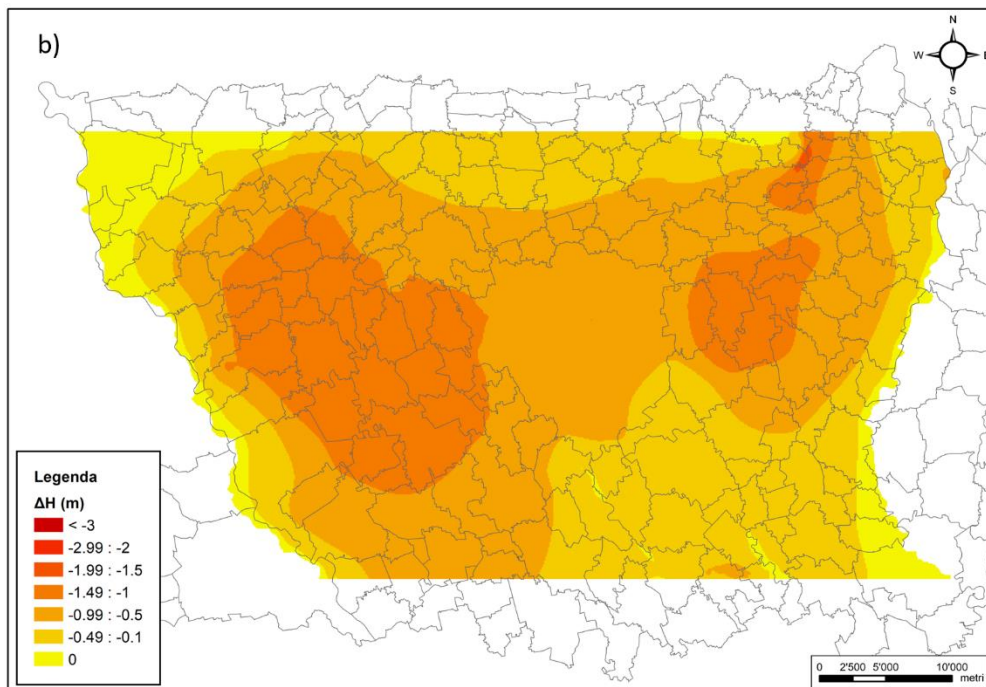 b)
N
W E
S
Legenda
ΔH (m)
< -3
-2.99 : -2
-1.99 : -1.5
-1.49 : -1
-0.99 : -0.5
-0.49 : -0.1
0
0 2'500 5'000 10'000
metri